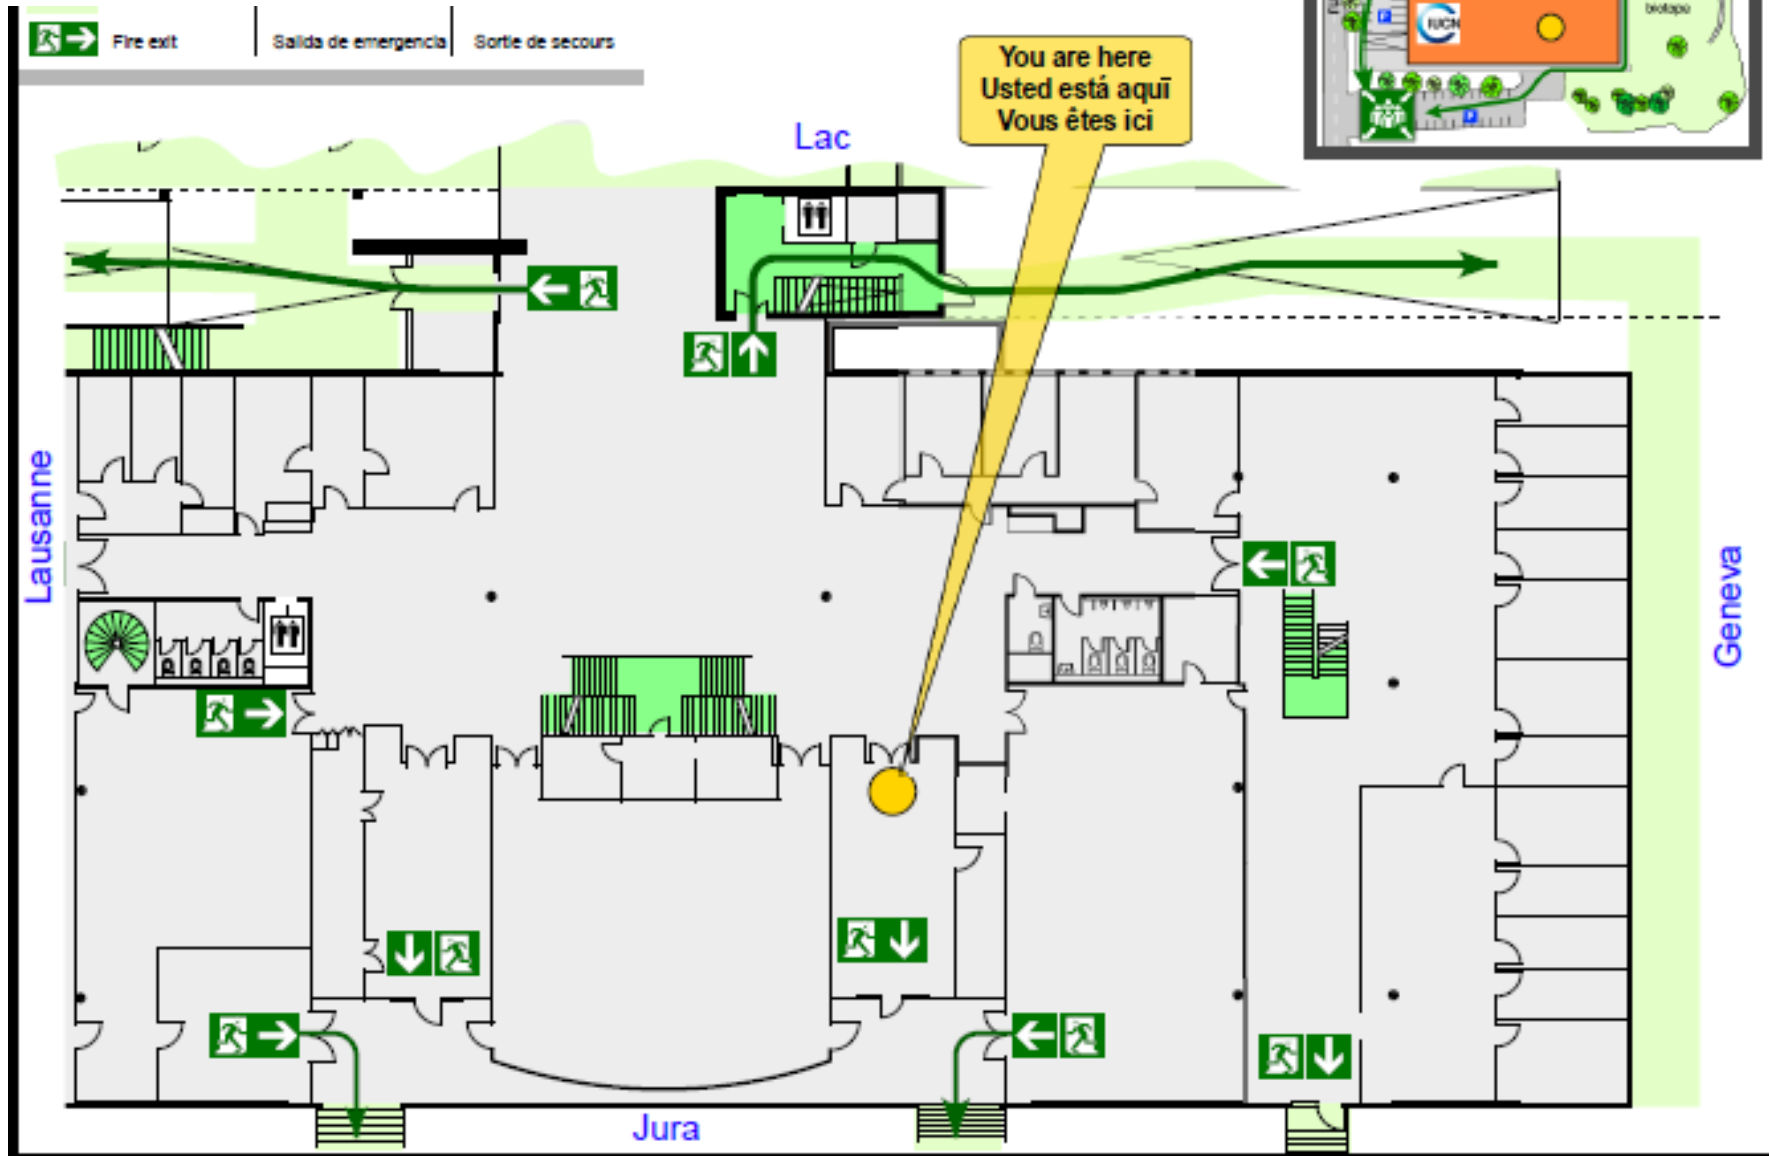 Fire exit
Salida de emergencia
Sortie de secours
You are here
Usted está aquī
Vous êtes ici
IUCN
P
biotope
P
Lac
Lausanne
Geneva
Jura